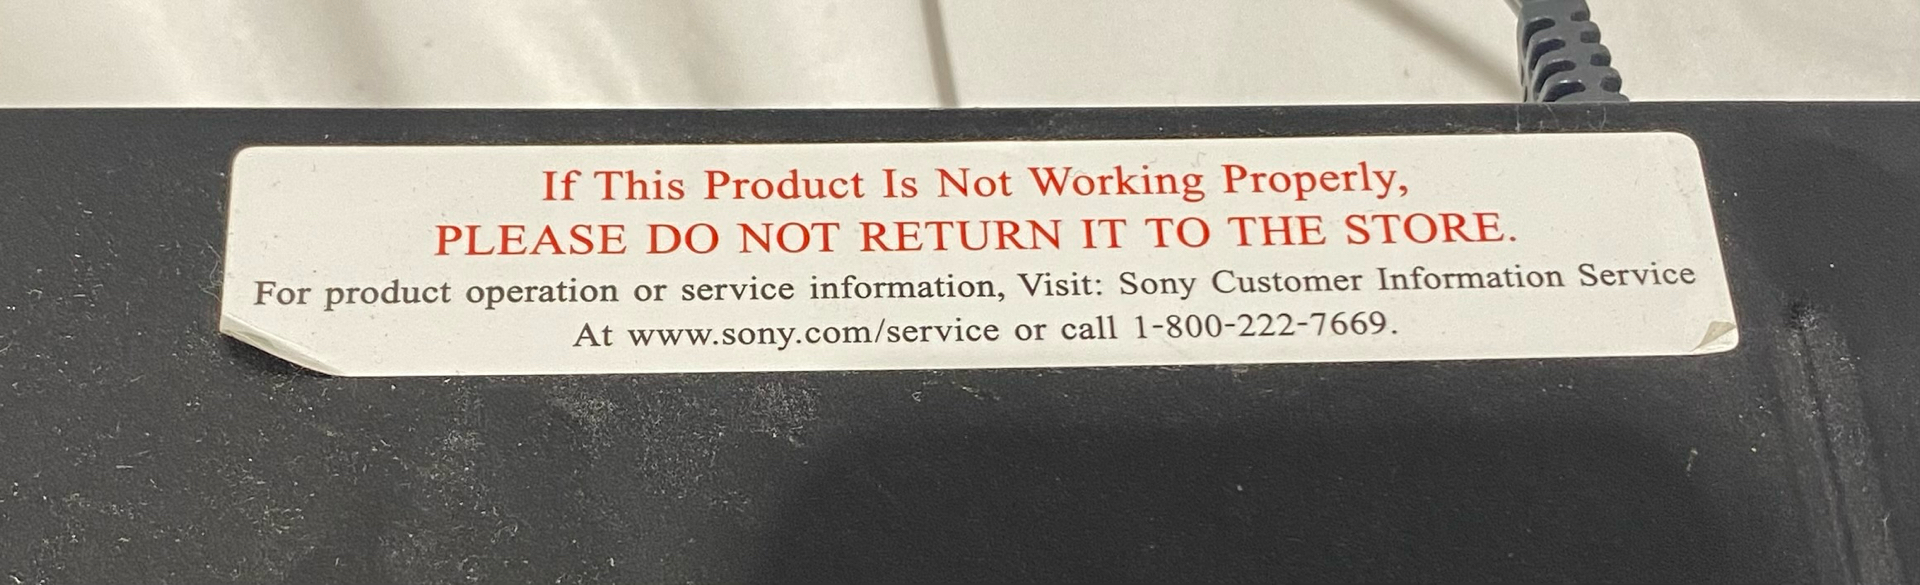 If This Product Is Not Working Properly,
PLEASE DO NOT RETURN IT TO THE STORE.
For product operation or service information, Visit: Sony Customer Information Service
At www.sony.com/service or call 1-800-222-7669.